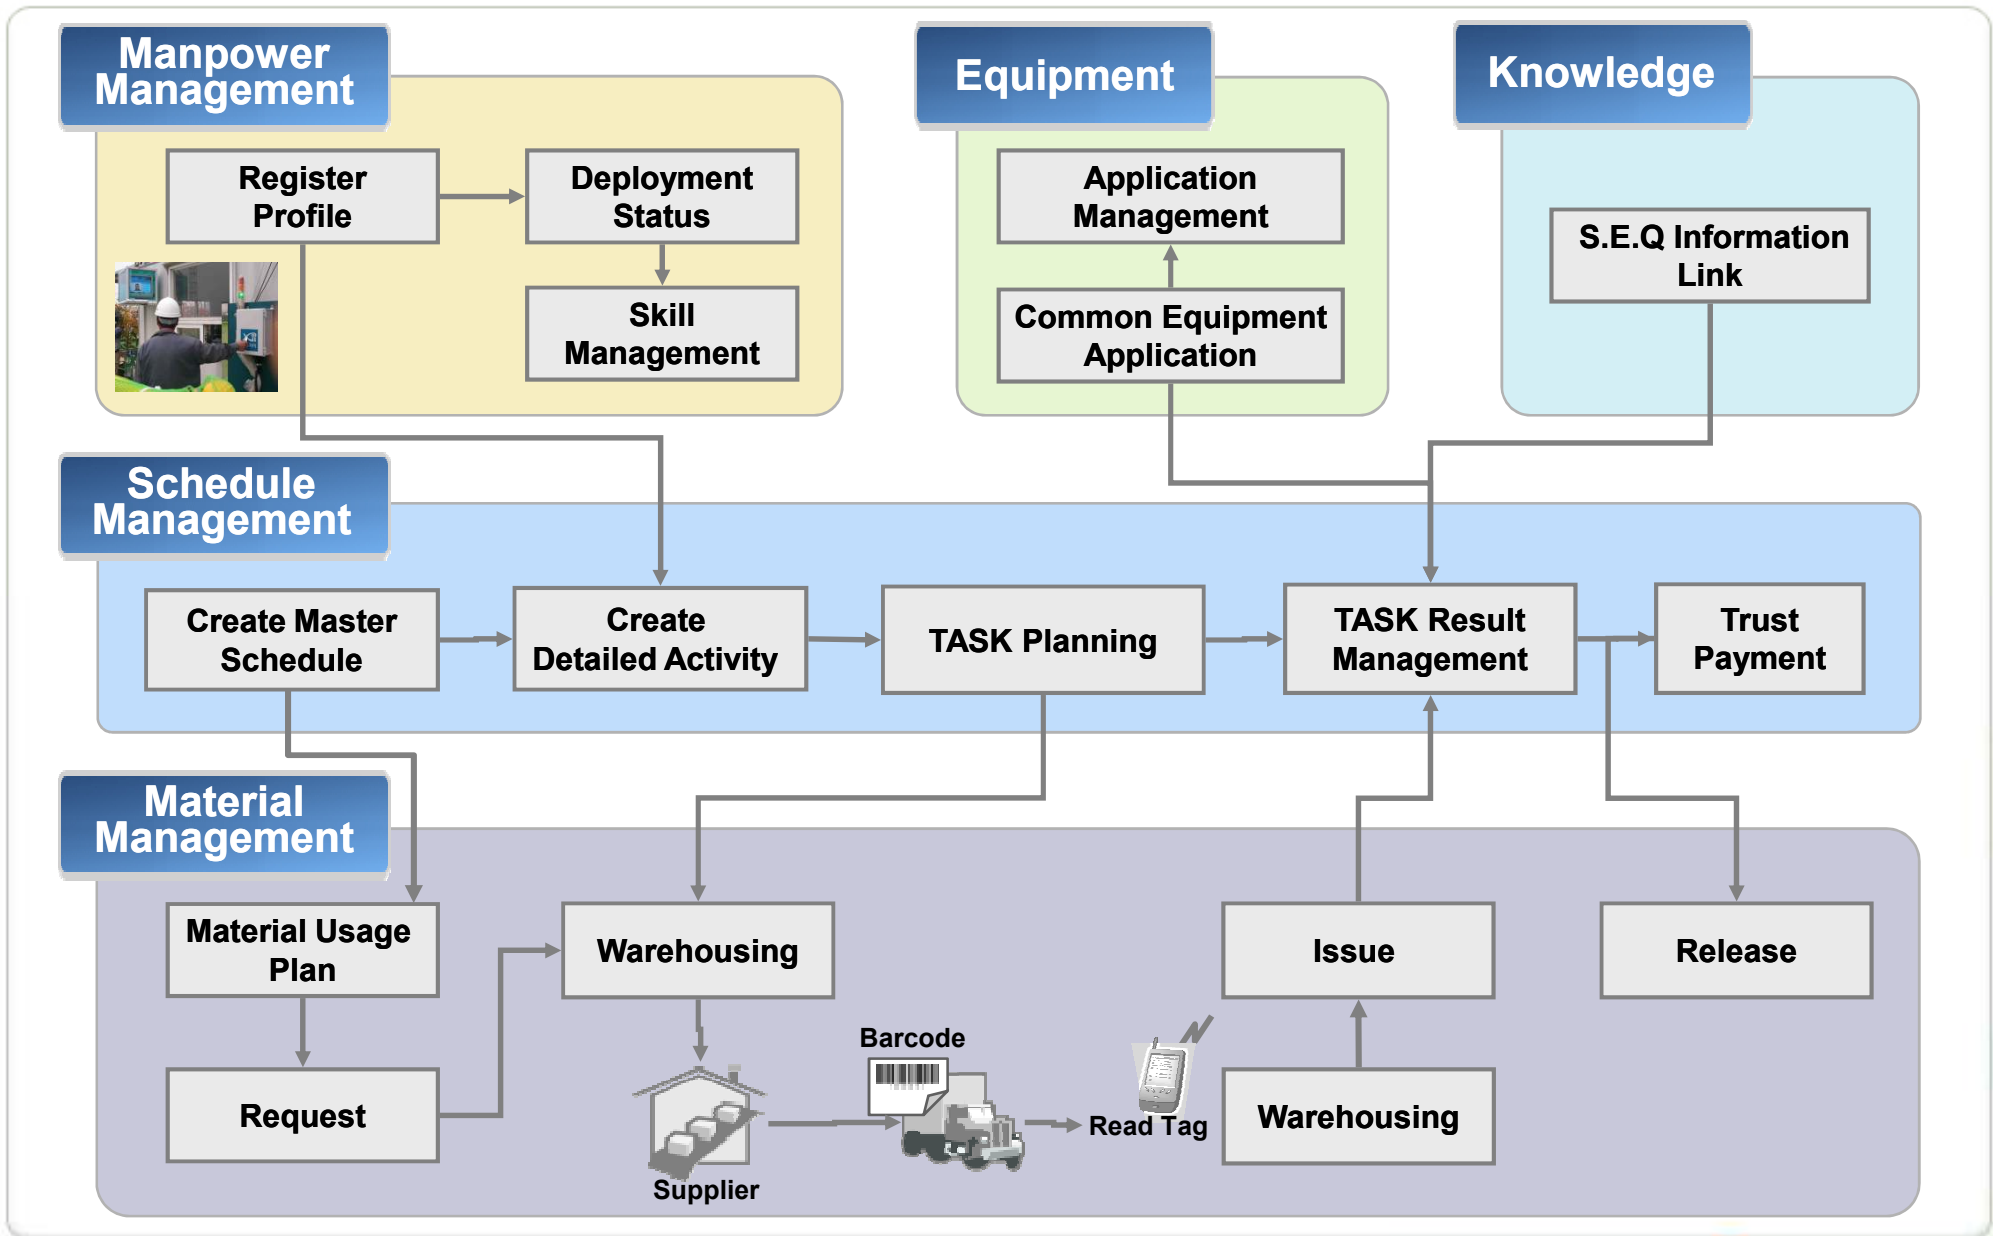 Manpower
Management
Equipment
Knowledge
Register
Profile
Deployment
Status
Skill
Management
Application
Management
Common Equipment
Application
S.E.Q Information
Link
Schedule
Management
Create Master
Schedule
Create
Detailed Activity
TASK Planning
TASK Result
Management
Trust
Payment
Material
Management
Material Usage
Plan
Warehousing
Issue
Release
Request
Barcode
Read Tag
Warehousing
Supplier